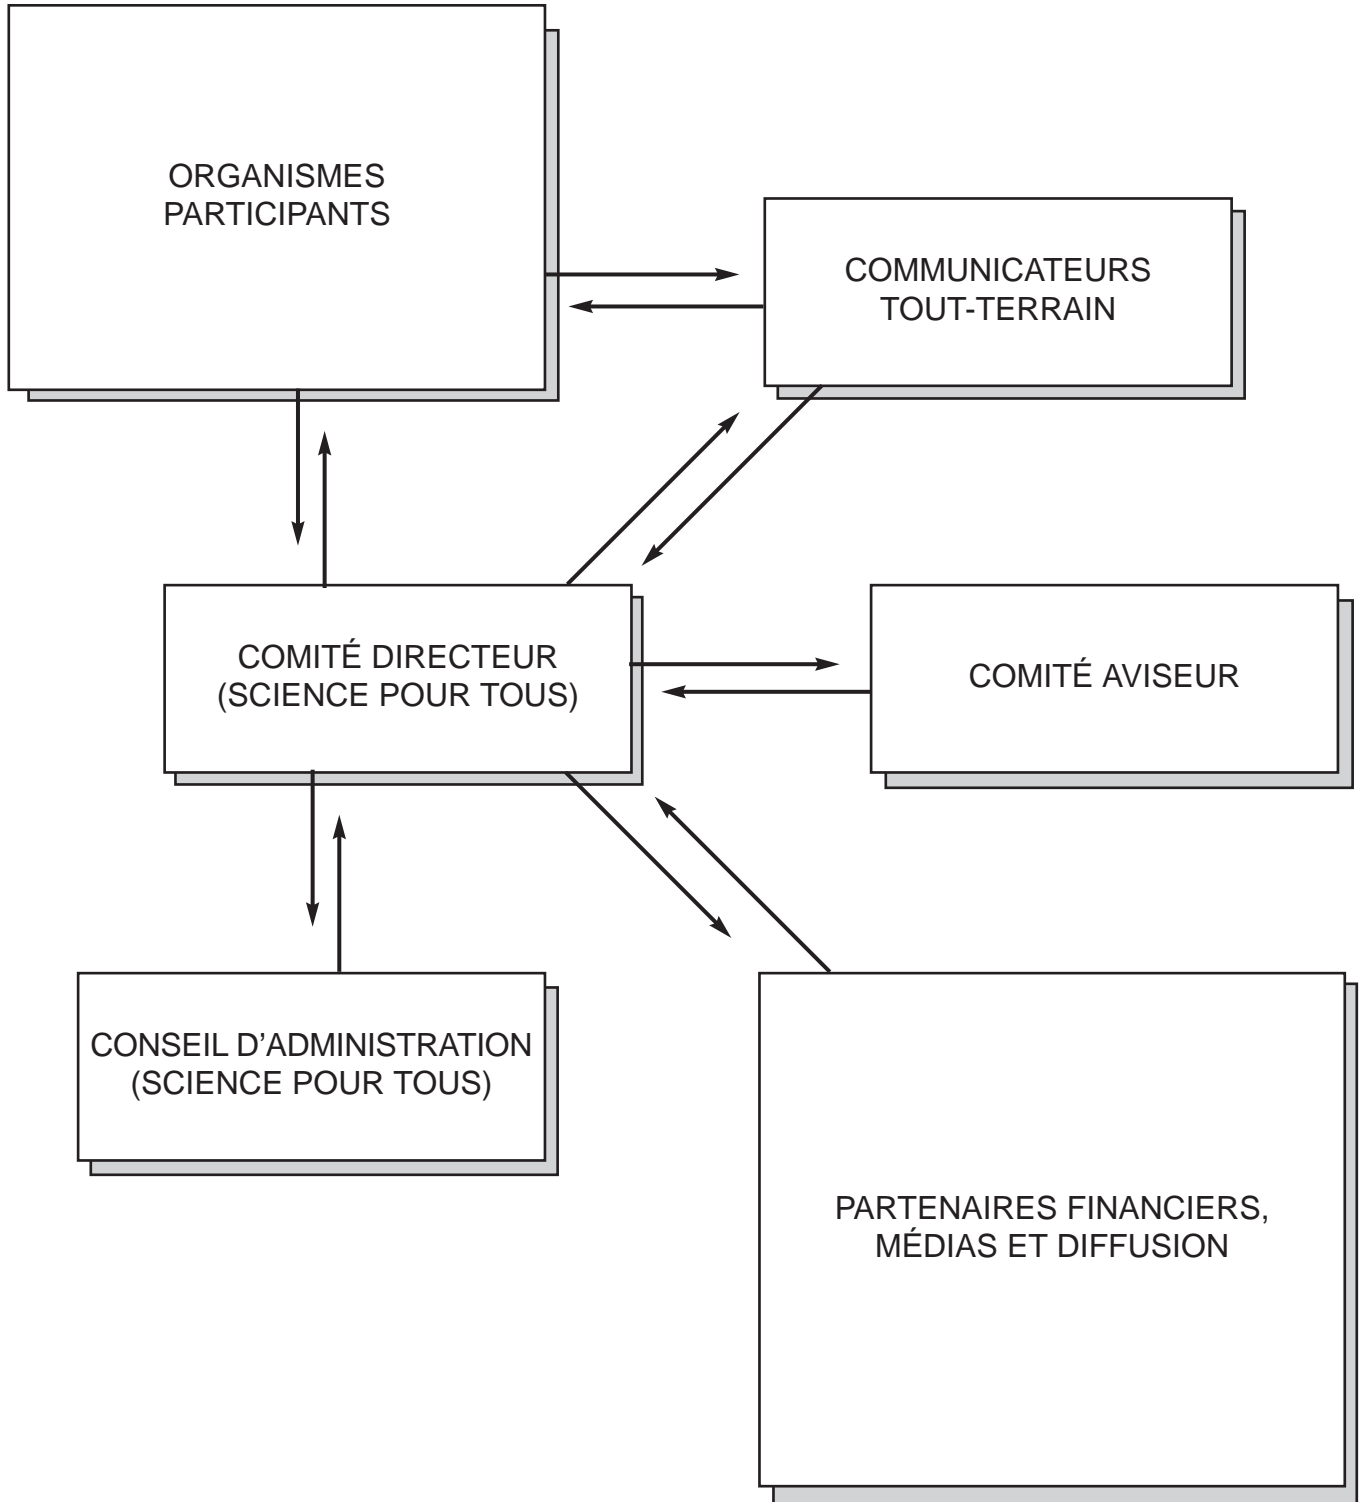 ORGANISMES
PARTICIPANTS
COMMUNICATEURS
TOUT-TERRAIN
COMITÉ DIRECTEUR
(SCIENCE POUR TOUS)
COMITÉ AVISEUR
CONSEIL D’ADMINISTRATION
(SCIENCE POUR TOUS)
PARTENAIRES FINANCIERS,
MÉDIAS ET DIFFUSION